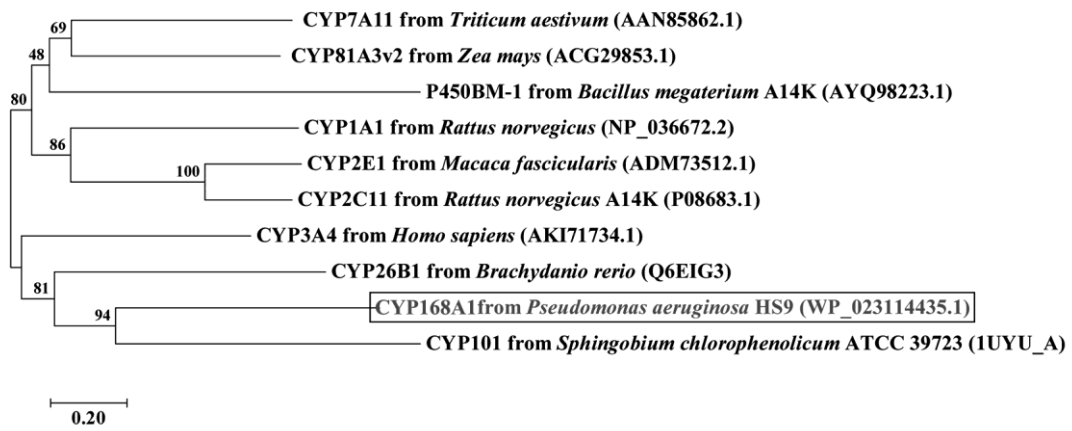 69
CYP7A11 from Triticum aestivum (AAN85862.1)
48
CYP81A3v2 from Zea mays (ACG29853.1)
P450BM-1 from Bacillus megaterium A14K (AYQ98223.1)
80
CYP1A1 from Rattus norvegicus (NP_036672.2)
86
CYP2E1 from Macaca fascicularis (ADM73512.1)
100
CYP2C11 from Rattus norvegicus A14K (P08683.1)
CYP3A4 from Homo sapiens (AKI71734.1)
CYP26B1 from Brachydanio rerio (Q6EIG3)
81
CYP168A1from Pseudomonas aeruginosa HS9 (WP_023114435.1)
94
CYP101 from Sphingobium chlorophenolicum ATCC 39723 (1UYU_A)
0.20